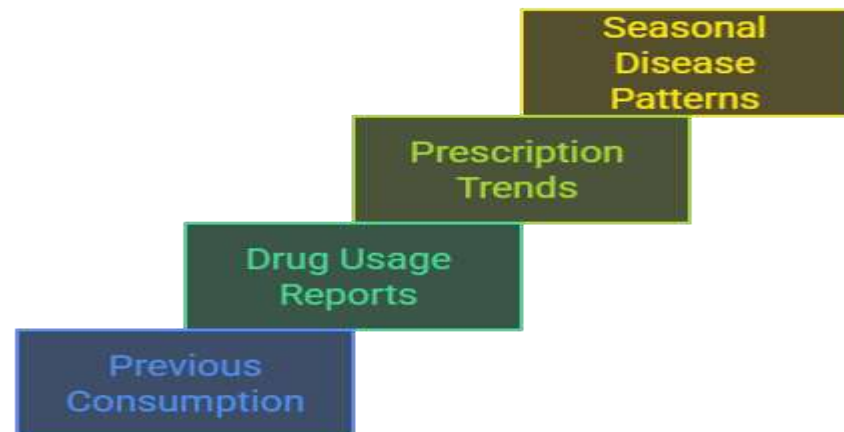 Seasonal
Disease
Patterns
Prescription
Trends
Drug Usage
Reports
Previous
Consumption